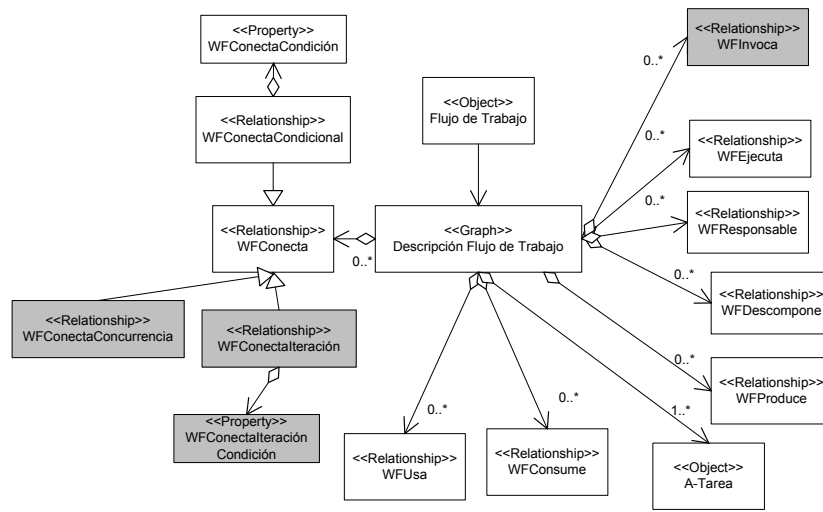 <<Property>>
WFConectaCondición
<<Relationship>>
WFInvoca
0..*
<<Relationship>>
WFConectaCondicional
<<Object>>
Flujo de Trabajo
0..*
<<Relationship>>
WFEjecuta
0..*
<<Relationship>>
WFResponsable
<<Relationship>>
WFConecta
0..*
<<Graph>>
Descripción Flujo de Trabajo
0..*
<<Relationship>>
WFDescompone
<<Relationship>>
WFConectaConcurrencia
<<Relationship>>
WFConectaIteración
0..*
<<Relationship>>
WFProduce
<<Property>>
WFConectaIteración
Condición
0..*
<<Relationship>>
WFUsa
0..*
<<Relationship>>
WFConsume
1..*
<<Object>>
A-Tarea